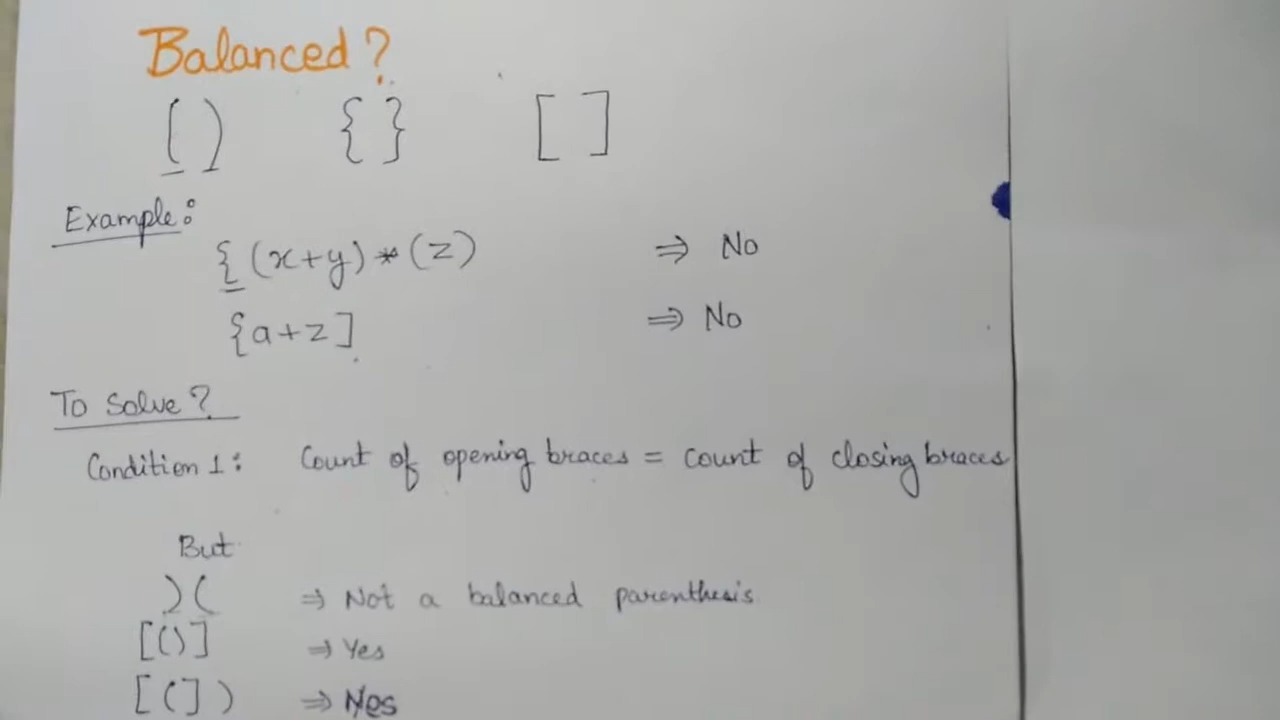 Balanced?
() {} []
Example:
{(x+y)*(z) ⇒ No
{a+z] ⇒ No
To Solve?
Condition 1: Count of opening braces = count of closing braces
But
)( ⇒ Not a balanced parenthesis
[()] ⇒ Yes
[(]) ⇒